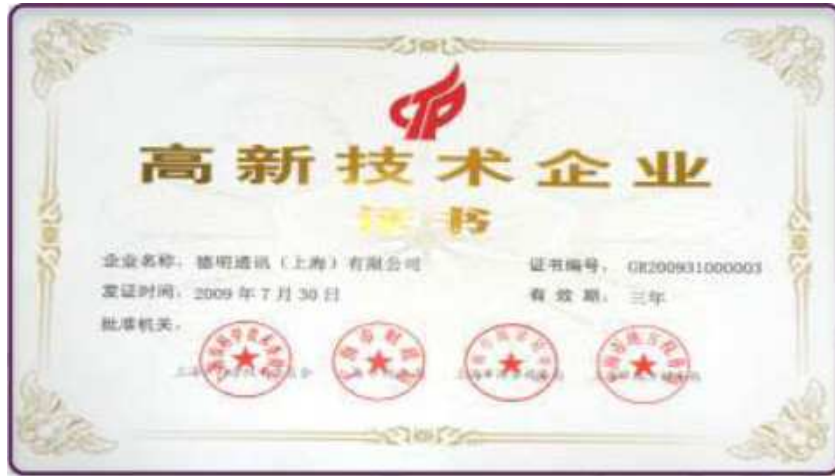 高新技术企业
证书
企业名称：德明通讯（上海）有限公司
证书编号：GR200931000003
发证时间：2009年7月30日
有效期：三年
批准机关：